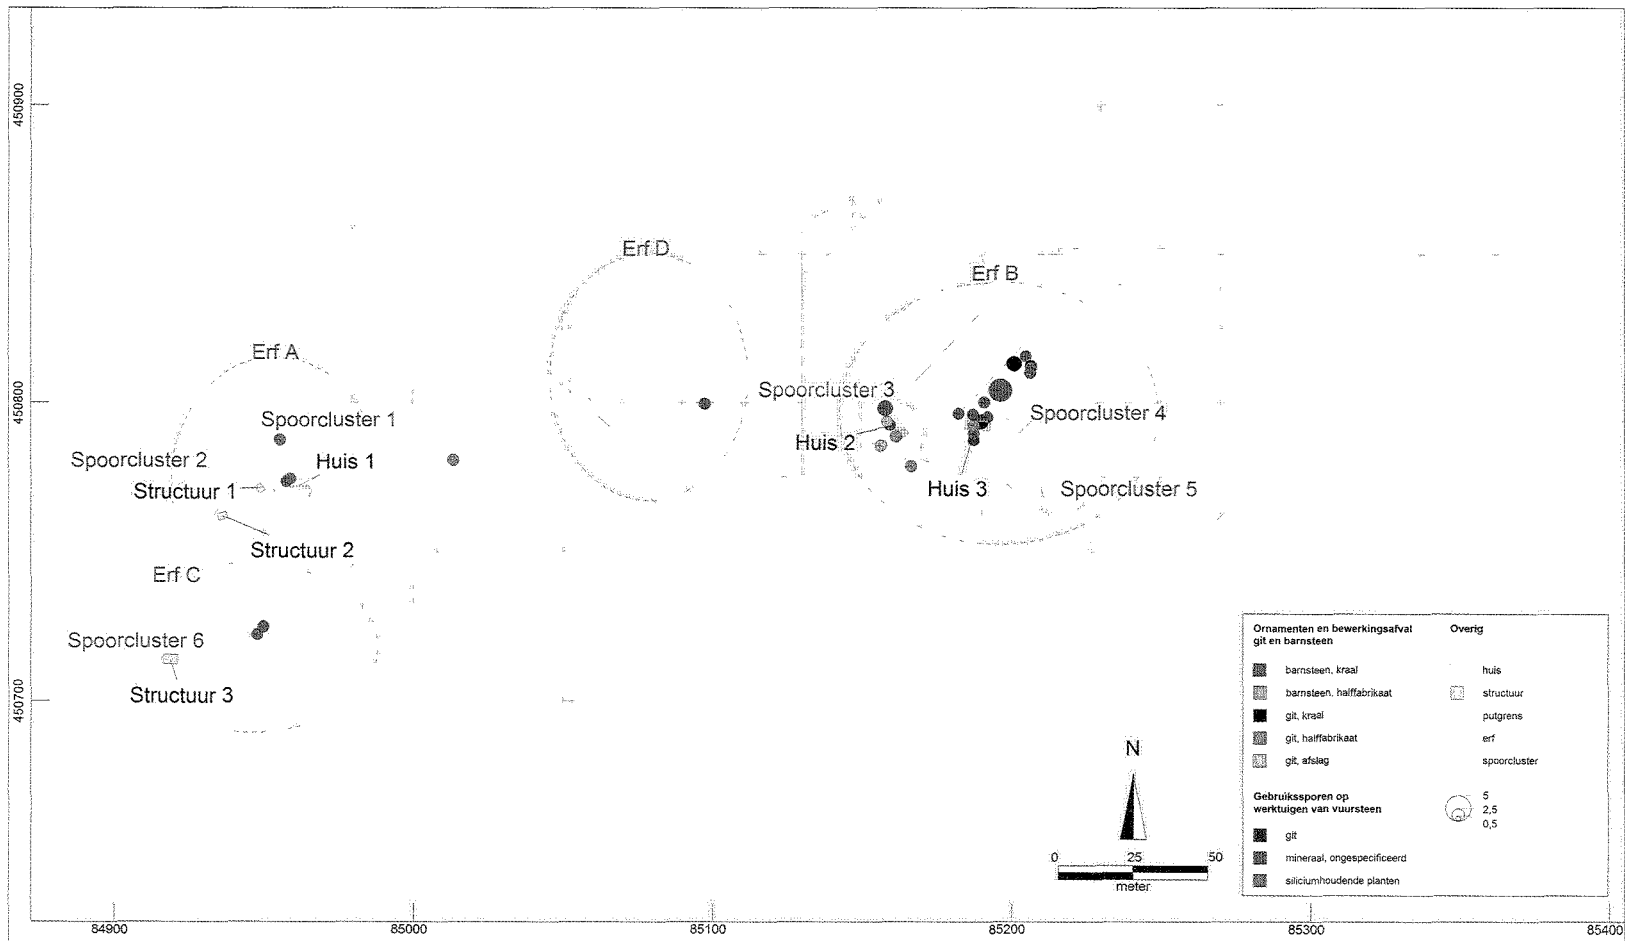 450900
450800
450700
Erf D
Erf B
Erf A
Spoorcluster 3
Spoorcluster 1
Spoorcluster 4
Huis 2
Spoorcluster 2
Huis 1
Structuur 1
Huis 3
Spoorcluster 5
Structuur 2
Erf C
Spoorcluster 6
Structuur 3
N
0 25 50
meter
Ornamenten en bewerkingsafval
git en barnsteen
barnsteen, kraal
barnsteen, halffabrikaat
git, kraal
git, halffabrikaat
git, afslag
Gebruikssporen op
werktuigen van vuursteen
git
mineraal, ongespecificeerd
siliciumhoudende planten
Overig
huis
structuur
putgrens
erf
spoorcluster
5
2,5
0,5
84900 85000 85100 85200 85300 85400